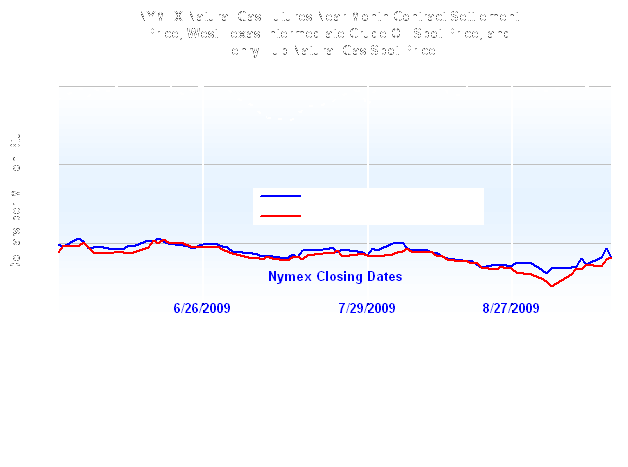 NYMEX Natural Gas Futures Near Month Contract Settlement
Price, West Texas Intermediate Crude Oil Spot Price, and
Henry Hub Natural Gas Spot Price
Nymex Closing Dates
6/26/2009 7/29/2009 8/27/2009